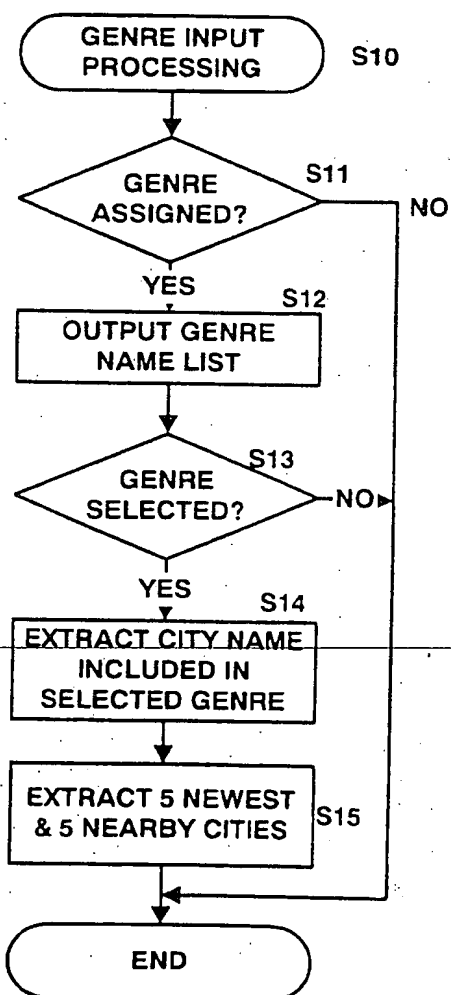 GENRE INPUT
PROCESSING
S10
S11
GENRE
ASSIGNED?
NO
YES
S12
OUTPUT GENRE
NAME LIST
S13
GENRE
SELECTED?
NO
YES
S14
EXTRACT CITY NAME
INCLUDED IN
SELECTED GENRE
EXTRACT 5 NEWEST
& 5 NEARBY CITIES
S15
END